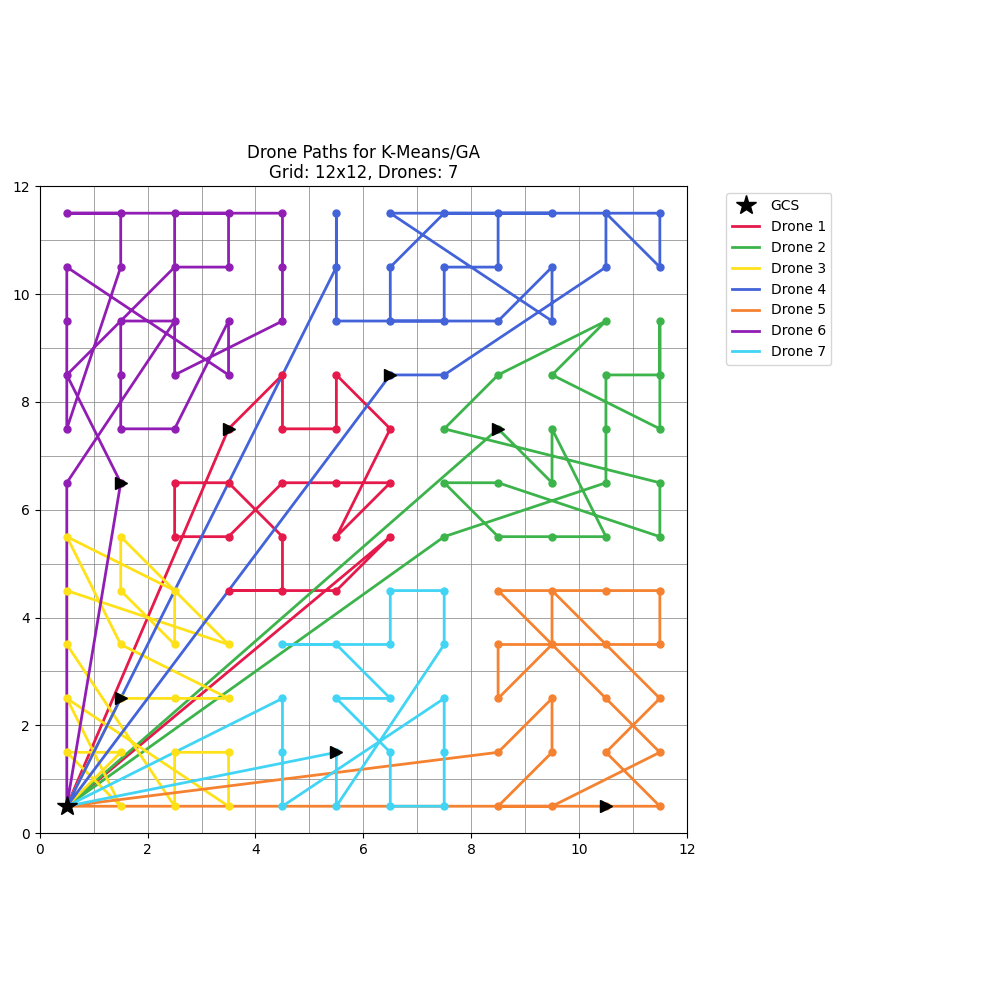 Drone Paths for K-Means/GA
Grid: 12x12, Drones: 7
12
10
8
6
4
2
0
0 2 4 6 8 10 12
GCS
Drone 1
Drone 2
Drone 3
Drone 4
Drone 5
Drone 6
Drone 7